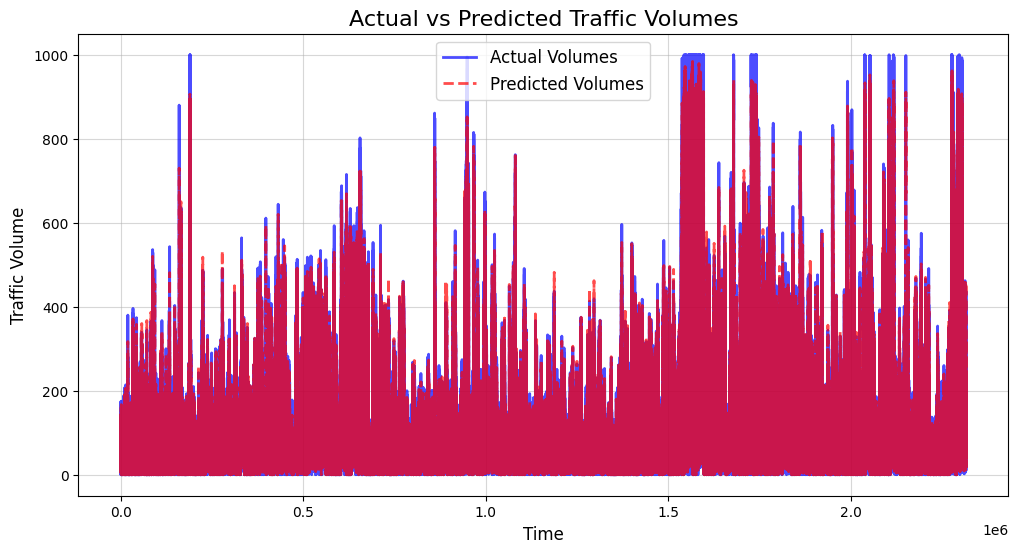 Actual vs Predicted Traffic Volumes
Actual Volumes
Predicted Volumes
Traffic Volume
1000
800
600
400
200
0
0.0 0.5 1.0 1.5 2.0
1e6
Time